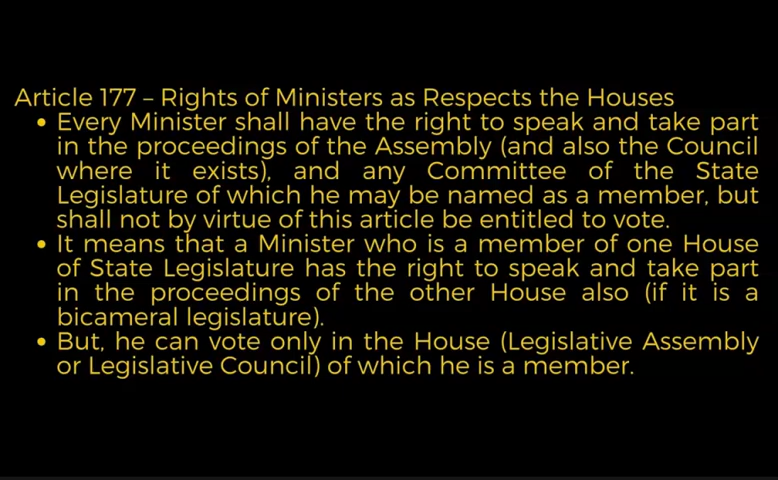 Article 177 – Rights of Ministers as Respects the Houses
• Every Minister shall have the right to speak and take part
in the proceedings of the Assembly (and also the Council
where it exists), and any Committee of the State
Legislature of which he may be named as a member, but
shall not by virtue of this article be entitled to vote.
• It means that a Minister who is a member of one House
of State Legislature has the right to speak and take part
in the proceedings of the other House also (if it is a
bicameral legislature).
• But, he can vote only in the House (Legislative Assembly
or Legislative Council) of which he is a member.